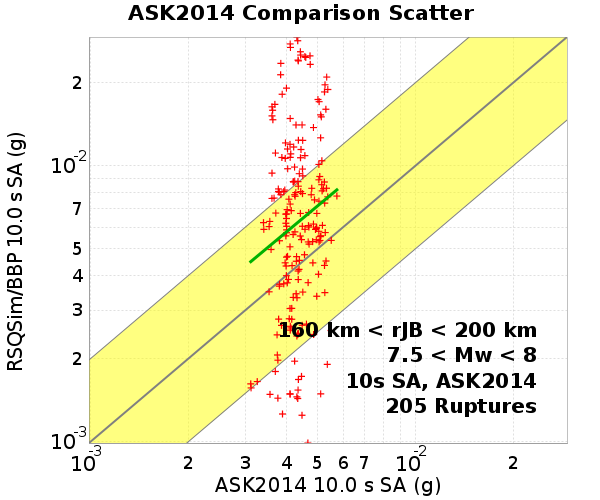 ASK2014 Comparison Scatter
RSQSim/BBP 10.0 s SA (g)
2
10-2
7
5
4
3
2
10-3
160 km < rJB < 200 km
7.5 < Mw < 8
10s SA, ASK2014
205 Ruptures
10-3 2 3 4 5 6 7 10-2 2
ASK2014 10.0 s SA (g)